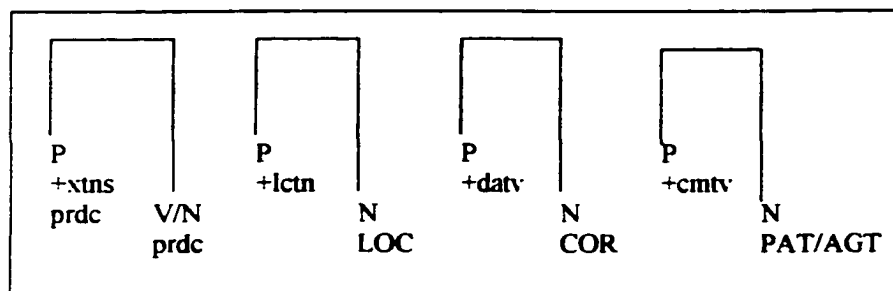 P P P P
+xtns +lctn +datv +cmtv
prdc V/N N N N
prdc LOC COR PAT/AGT